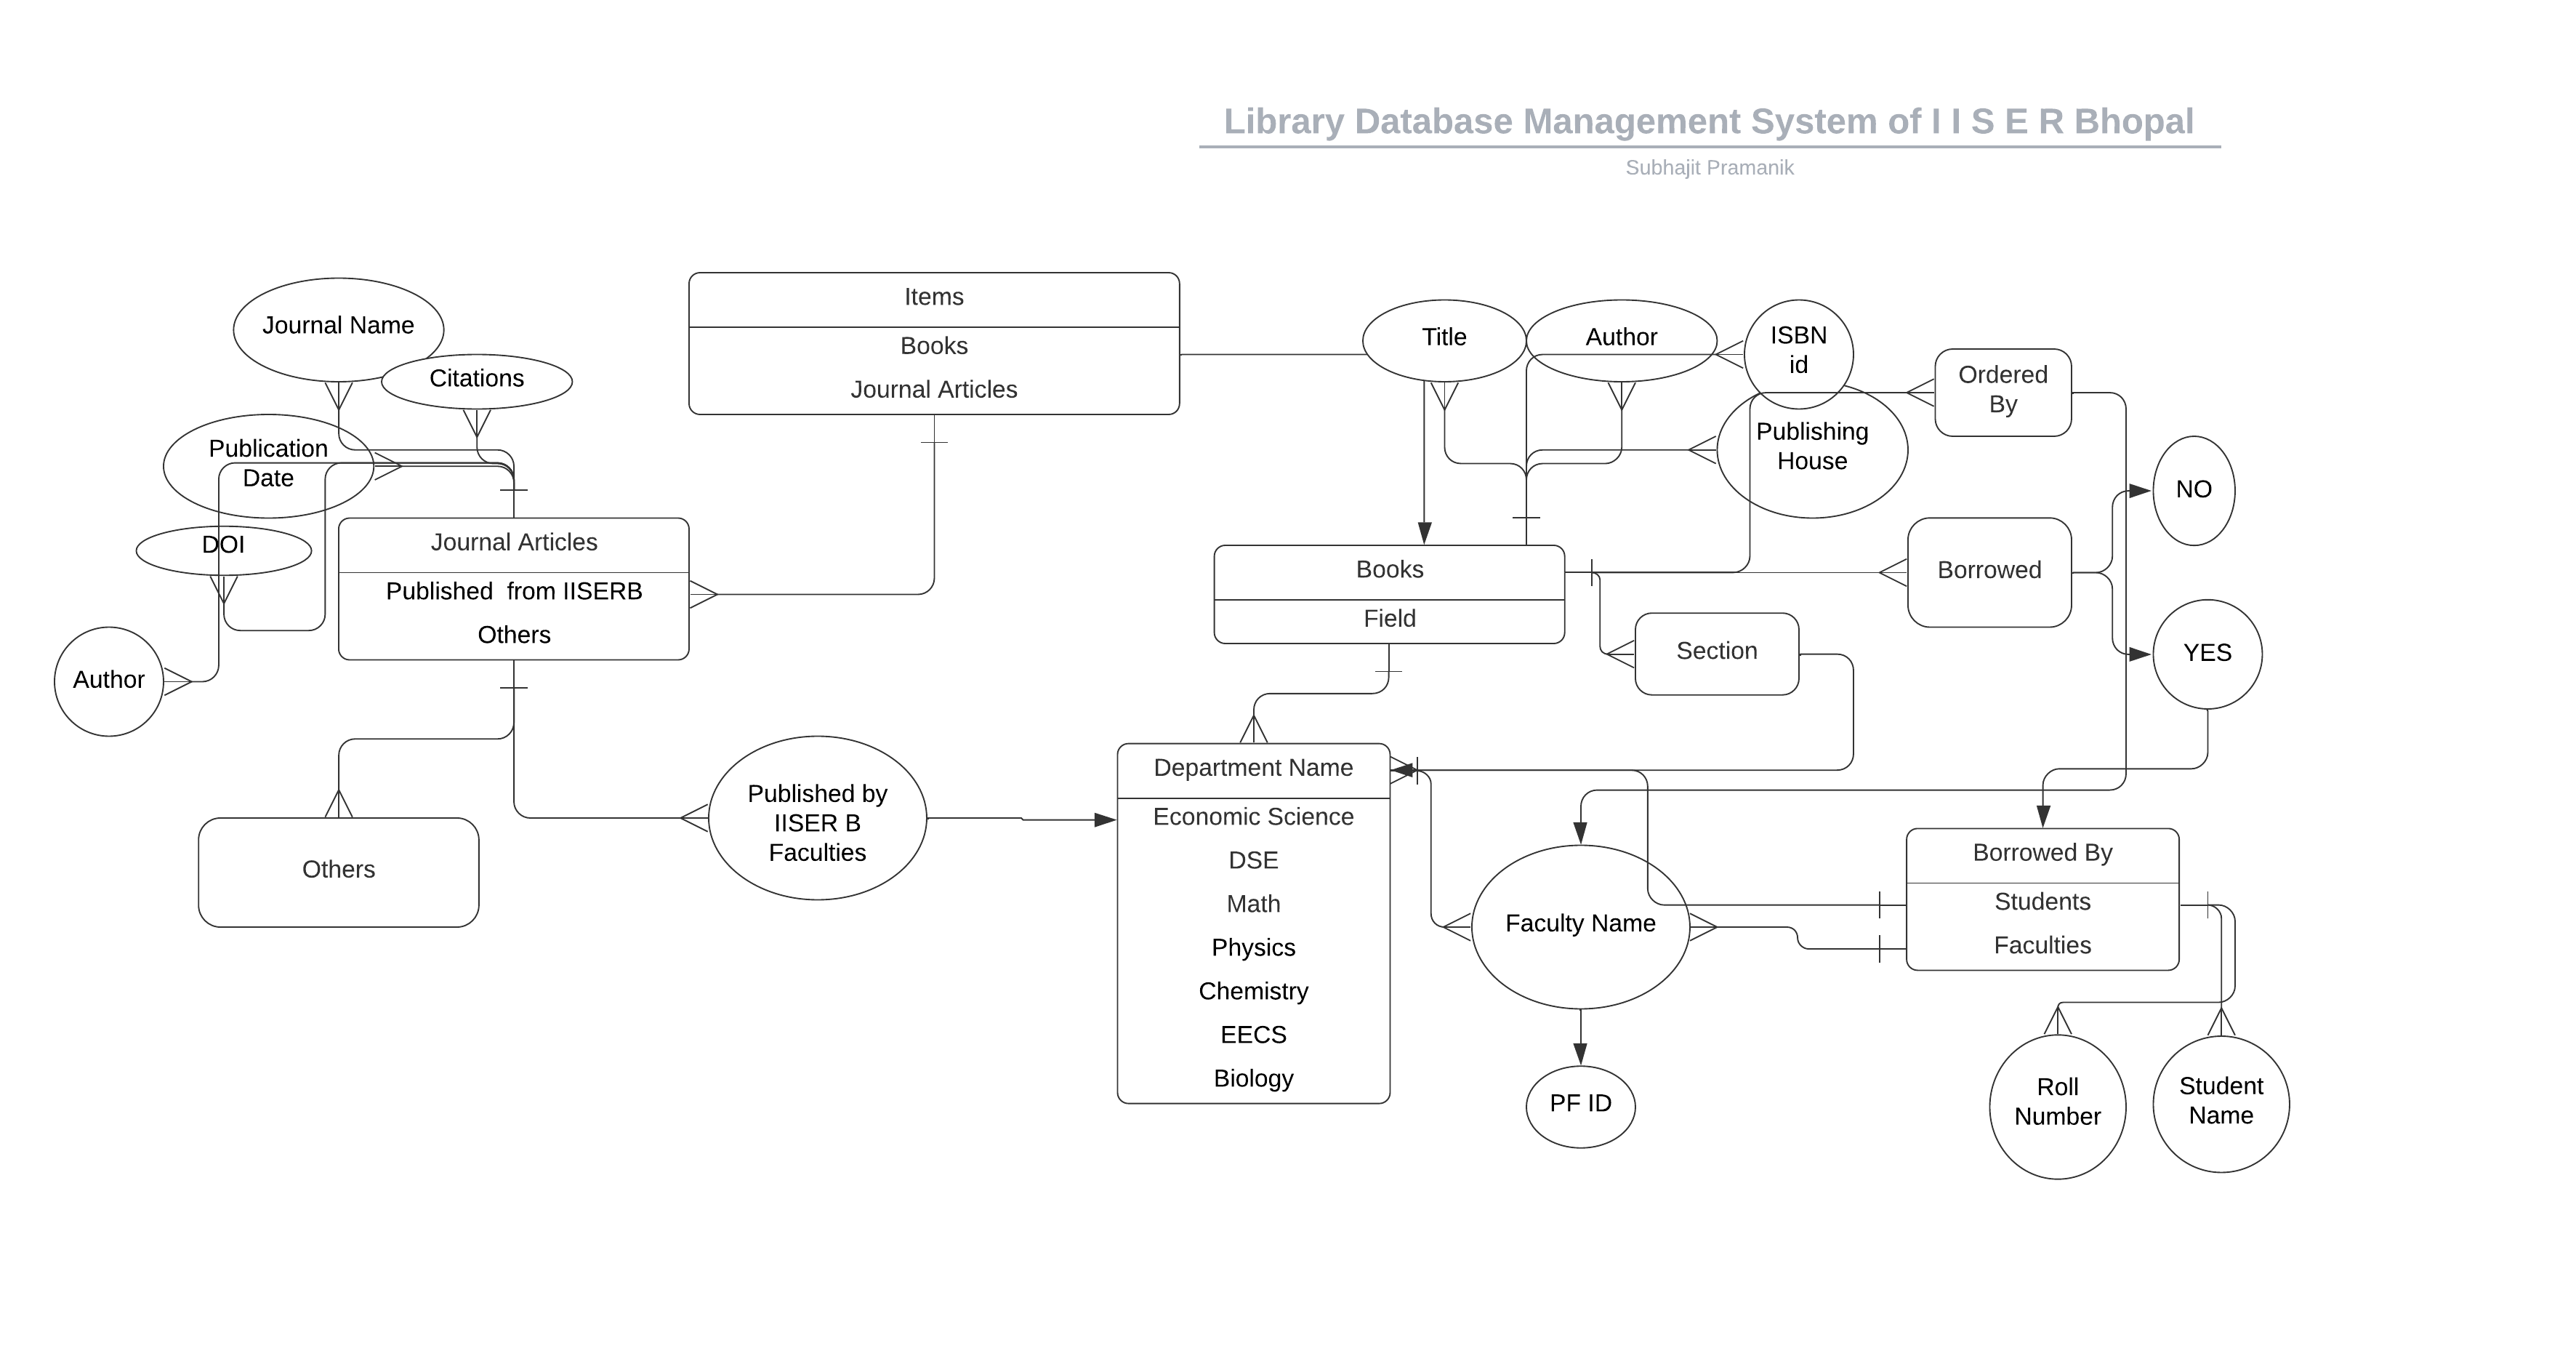 Library Database Management System of I I S E R Bhopal
Subhajit Pramanik
Journal Name
Citations
Publication
Date
DOI
Author
Items
Books
Journal Articles
Title
Author
ISBN
id
Publishing
House
Ordered
By
NO
Borrowed
YES
Journal Articles
Published  from IISERB
Others
Books
Field
Section
Others
Published by
IISER B
Faculties
Department Name
Economic Science
DSE
Math
Physics
Chemistry
EECS
Biology
Faculty Name
PF ID
Borrowed By
Students
Faculties
Roll
Number
Student
Name